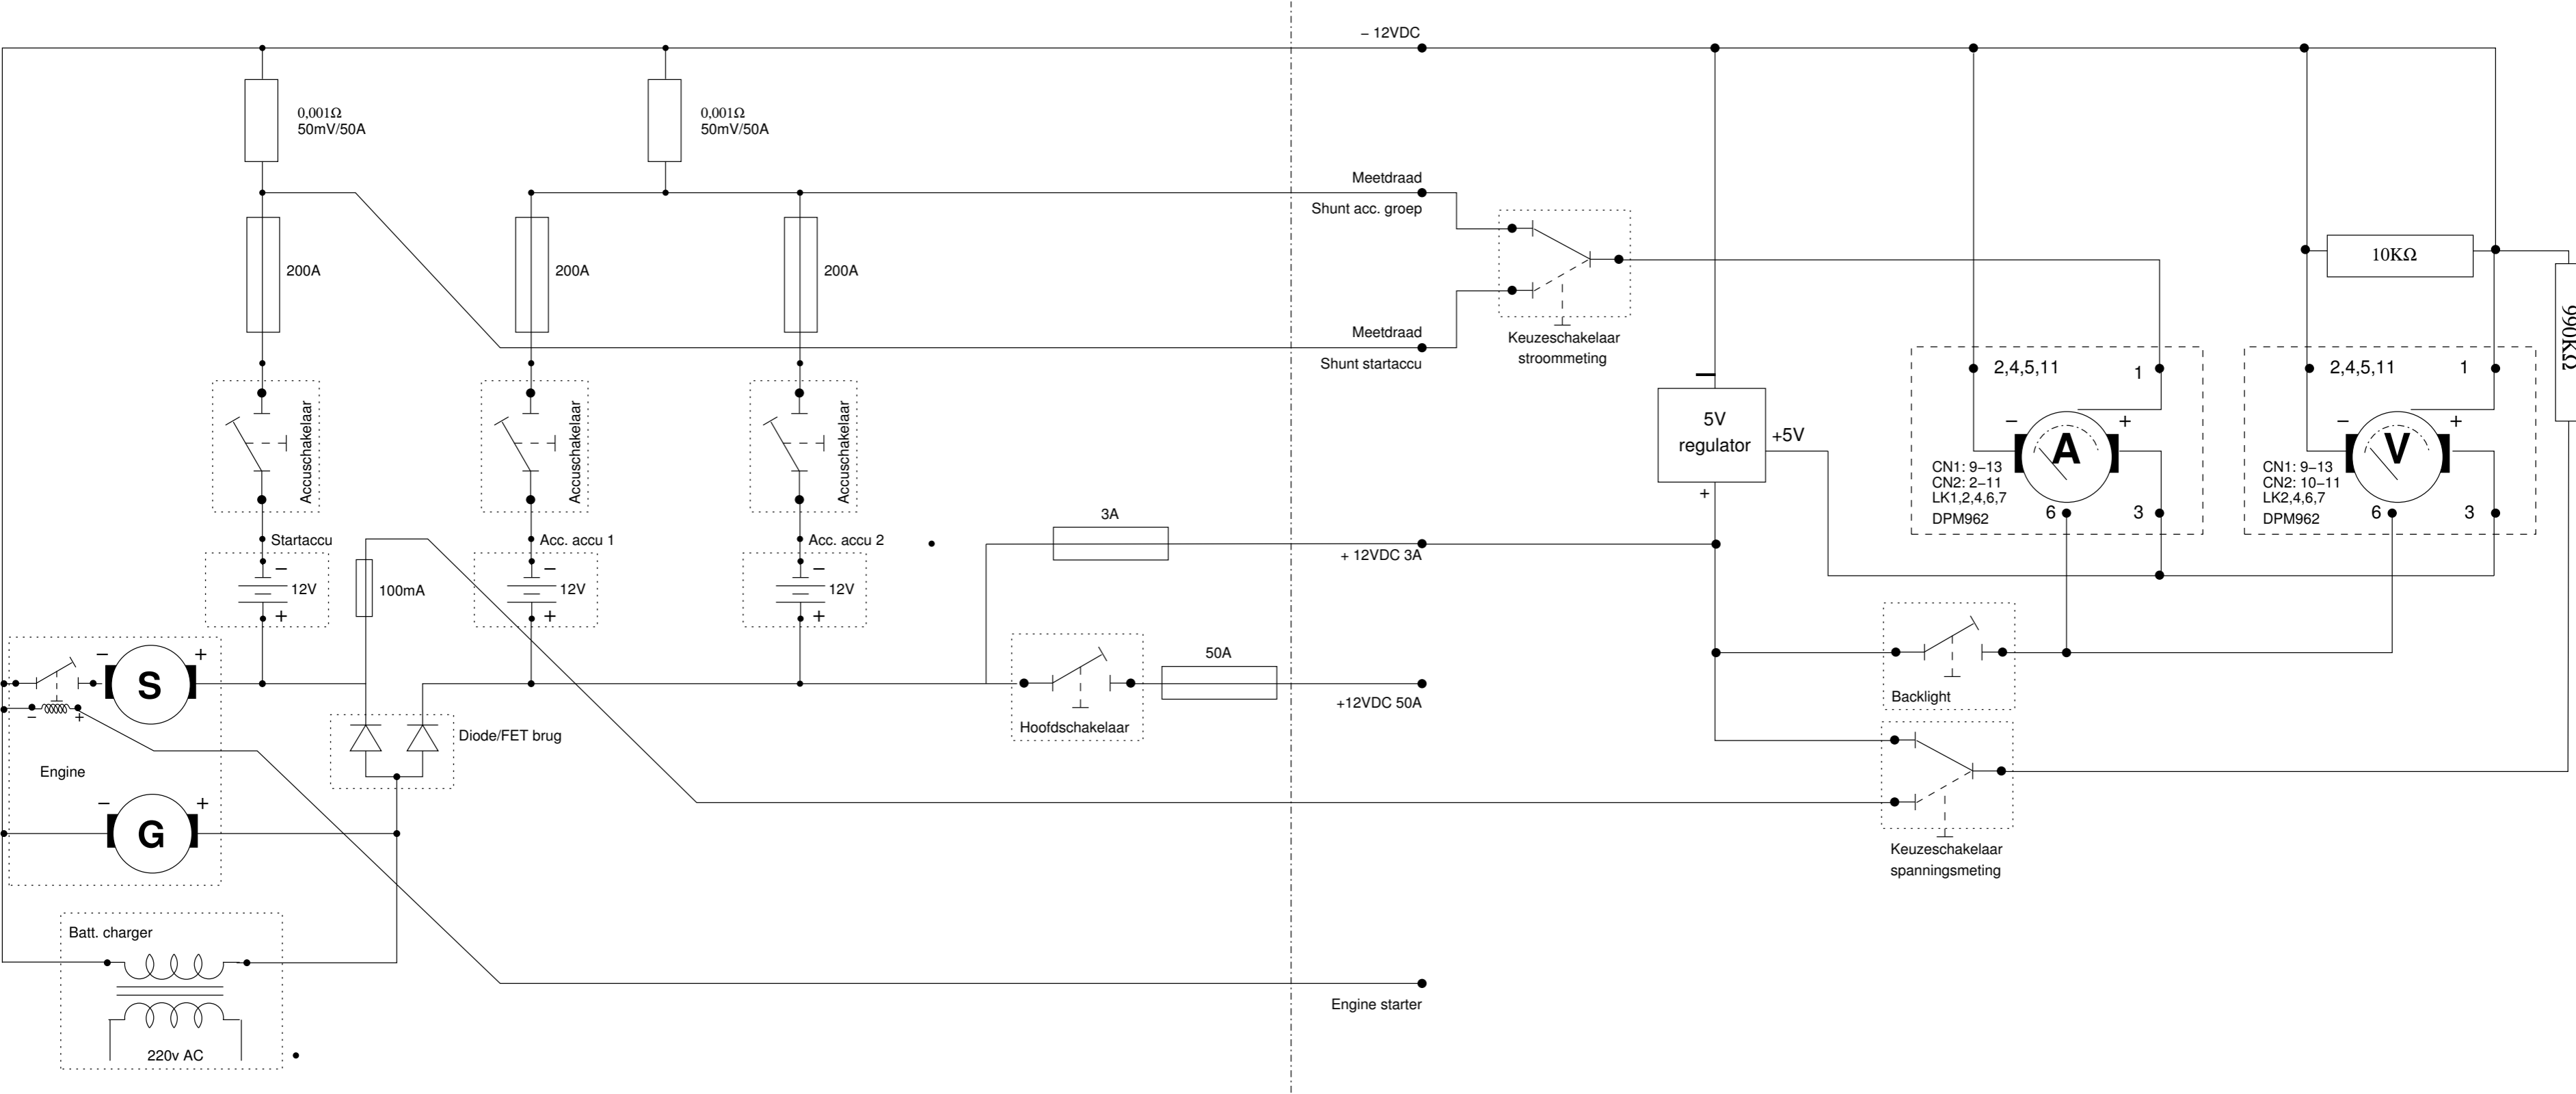 − 12VDC
0,001Ω
50mV/50A
0,001Ω
50mV/50A
Meetdraad
Shunt acc. groep
Meetdraad
Shunt startaccu
Keuzeschakelaar
stroommeting
10KΩ
990KΩ
200A
200A
200A
Accuschakelaar
Accuschakelaar
Accuschakelaar
−
5V
regulator
+5V
+
2,4,5,11
1
−
+
A
CN1: 9−13
CN2: 2−11
LK1,2,4,6,7
DPM962
6
3
2,4,5,11
1
−
+
V
CN1: 9−13
CN2: 10−11
LK2,4,6,7
DPM962
6
3
Startaccu
−
12V
+
100mA
Acc. accu 1
−
12V
+
Acc. accu 2
−
12V
+
3A
+ 12VDC 3A
50A
+12VDC 50A
Hoofdschakelaar
Backlight
−
S
+
−
+
Engine
−
G
+
Diode/FET brug
Keuzeschakelaar
spanningsmeting
Batt. charger
220v AC
Engine starter